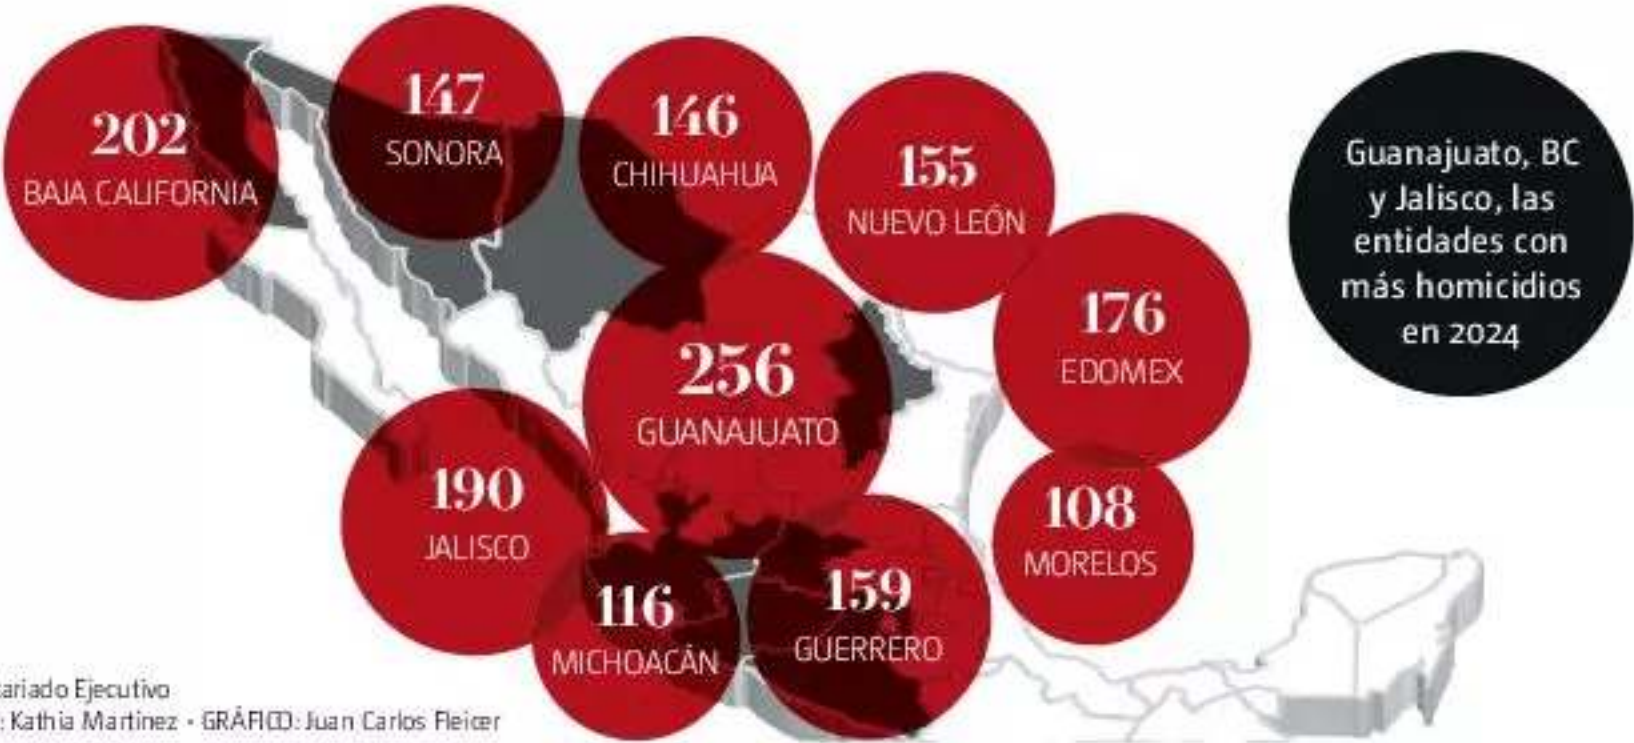 202
BAJA CALIFORNIA
147
SONORA
146
CHIHUAHUA
155
NUEVO LEÓN
176
EDOMEX
256
GUANAJUATO
190
JALISCO
116
MICHOACÁN
159
GUERRERO
108
MORELOS
Guanajuato, BC
y Jalisco, las
entidades con
más homicidios
en 2024
ariado Ejecutivo
: Kathia Martínez • GRÁFICO: Juan Carlos Fleicer